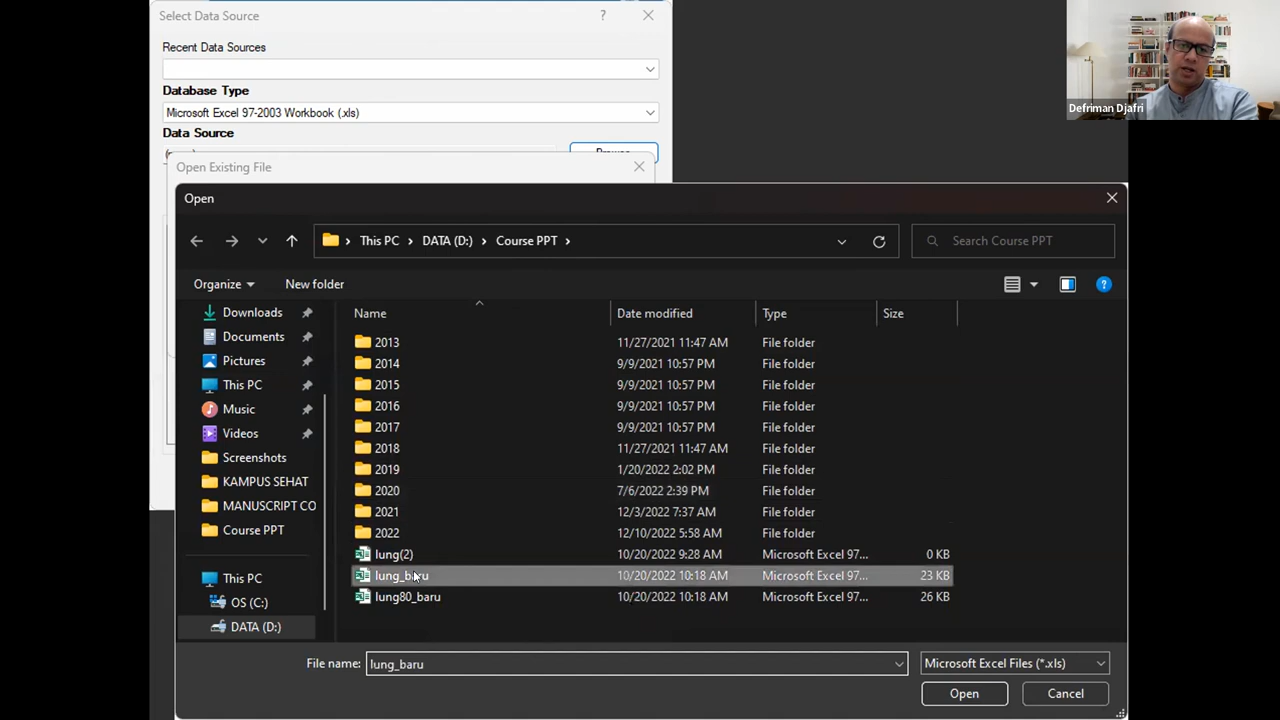 Select Data Source
?
Recent Data Sources
Database Type
Microsoft Excel 97-2003 Workbook (.xls)
Data Source
Open Existing File
Defriman Djafri
Open
This PC > DATA (D:) > Course PPT >
Search Course PPT
Organize
New folder
?
Name Date modified Type Size
Downloads
Documents
Pictures
This PC
Music
Videos
Screenshots
KAMPUS SEHAT
MANUSCRIPT CO
Course PPT
This PC
OS (C:)
DATA (D:)
2013 11/27/2021 11:47 AM File folder
2014 9/9/2021 10:57 PM File folder
2015 9/9/2021 10:57 PM File folder
2016 9/9/2021 10:57 PM File folder
2017 9/9/2021 10:57 PM File folder
2018 11/27/2021 11:47 AM File folder
2019 1/20/2022 2:02 PM File folder
2020 7/6/2022 2:39 PM File folder
2021 12/3/2022 7:37 AM File folder
2022 12/10/2022 5:58 AM File folder
lung(2) 10/20/2022 9:28 AM Microsoft Excel 97... 0 KB
lung_baru 10/20/2022 10:18 AM Microsoft Excel 97... 23 KB
lung80_baru 10/20/2022 10:18 AM Microsoft Excel 97... 26 KB
File name: lung_baru
Microsoft Excel Files (*.xls)
Open
Cancel